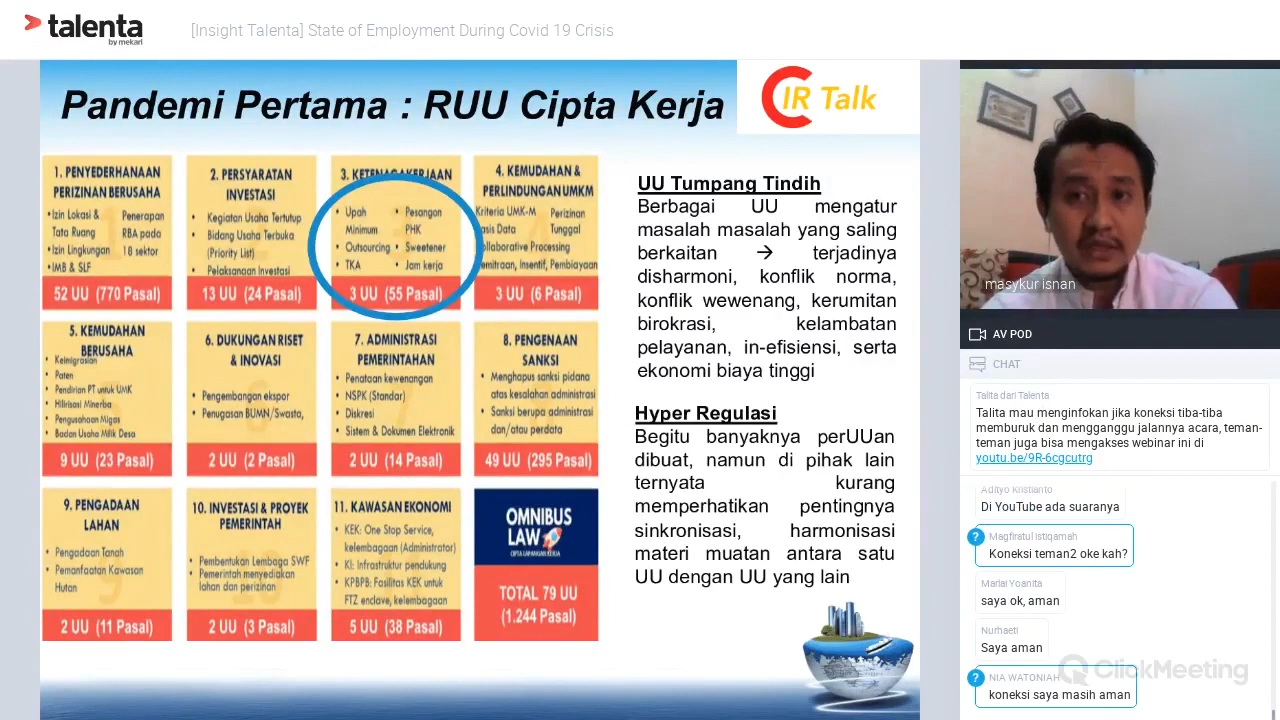 talenta
by mekari
[Insight Talenta] State of Employment During Covid 19 Crisis
Pandemi Pertama : RUU Cipta Kerja
IR Talk
1. PENYEDERHANAAN
PERIZINAN BERUSAHA
• Izin Lokasi &
Tata Ruang
• Izin Lingkungan
• IMB & SLF
Penerapan
RBA pada
18 sektor
52 UU (770 Pasal)
2. PERSYARATAN
INVESTASI
• Kegiatan Usaha Tertutup
• Bidang Usaha Terbuka
(Priority List)
• Pelaksanaan Investasi
13 UU (24 Pasal)
3. KETENAGAKERJAAN
• Upah
Minimum
• Outsourcing
• TKA
• Pesangon
PHK
• Sweetener
• Jam kerja
3 UU (55 Pasal)
4. KEMUDAHAN &
PERLINDUNGAN UMKM
Kriteria UMK-M
asis Data
ollaborative Processing
emitraan, Insentif, Pembiayaan
Perizinan
Tunggal
3 UU (6 Pasal)
5. KEMUDAHAN
BERUSAHA
• Keimigrasian
• Paten
• Pendirian PT untuk UMK
• Hilirisasi Minerba
• Pengusahaan Migas
• Badan Usaha Milik Desa
9 UU (23 Pasal)
6. DUKUNGAN RISET
& INOVASI
• Pengembangan ekspor
• Penugasan BUMN/Swasta,
2 UU (2 Pasal)
7. ADMINISTRASI
PEMERINTAHAN
• Penataan kewenangan
• NSPK (Standar)
• Diskresi
• Sistem & Dokumen Elektronik
2 UU (14 Pasal)
8. PENGENAAN
SANKSI
• Menghapus sanksi pidana
atas kesalahan administrasi
• Sanksi berupa administrasi
dan/atau perdata
49 UU (295 Pasal)
9. PENGADAAN
LAHAN
• Pengadaan Tanah
• Pemanfaatan Kawasan
Hutan
2 UU (11 Pasal)
10. INVESTASI & PROYEK
PEMERINTAH
• Pembentukan Lembaga SWF
• Pemerintah menyediakan
lahan dan perizinan
2 UU (3 Pasal)
11. KAWASAN EKONOMI
• KEK: One Stop Service,
kelembagaan (Administrator)
• KI: Infrastruktur pendukung
• KPBPB: Fasilitas KEK untuk
FTZ enclave, kelembagaan
5 UU (38 Pasal)
OMNIBUS
LAW
CIPTA LAPANGAN KERJA
TOTAL 79 UU
(1.244 Pasal)
UU Tumpang Tindih
Berbagai UU mengatur
masalah masalah yang saling
berkaitan → terjadinya
disharmoni, konflik norma,
konflik wewenang, kerumitan
birokrasi, kelambatan
pelayanan, in-efisiensi, serta
ekonomi biaya tinggi
Hyper Regulasi
Begitu banyaknya perUUan
dibuat, namun di pihak lain
ternyata kurang
memperhatikan pentingnya
sinkronisasi, harmonisasi
materi muatan antara satu
UU dengan UU yang lain
masykur isnan
AV POD
CHAT
Talita dari Talenta
Talita mau menginfokan jika koneksi tiba-tiba
memburuk dan mengganggu jalannya acara, teman-
teman juga bisa mengakses webinar ini di
youtu.be/9R-6cgcutrg
Adityo Kristianto
Di YouTube ada suaranya
? Magfiratul Istiqamah
Koneksi teman2 oke kah?
Marlai Yoanita
saya ok, aman
Nurhaeti
Saya aman
? NIA WATONIAH
koneksi saya masih aman
ClickMeeting